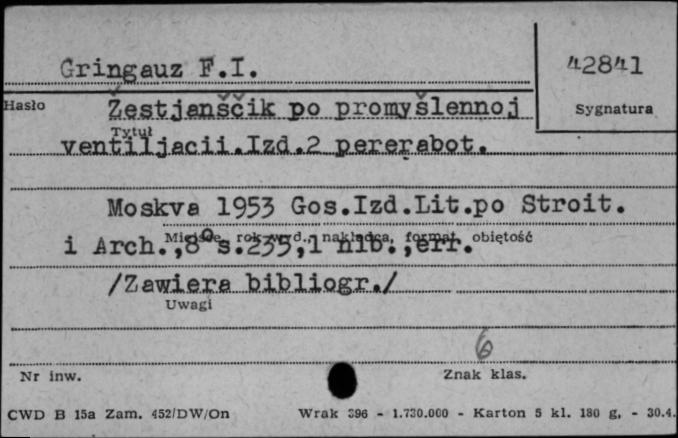 Gringauz F.I.
42841
Hasło
Žestjanščik po promyšlennoj
Sygnatura
Tytuł
ventiljacii.Izd.2 pererabot.
Moskva 1953 Gos.Izd.Lit.po Stroit.
Miejsce, rok wyd., nakładca, format, objętość
i Arch.,8° s.235,1 nlb.,err.
/Zawiera bibliogr./
Uwagi
6
Nr inw.
Znak klas.
CWD B 15a Zam. 452/DW/On Wrak 396 - 1.730.000 - Karton 5 kl. 180 g, - 30.4.